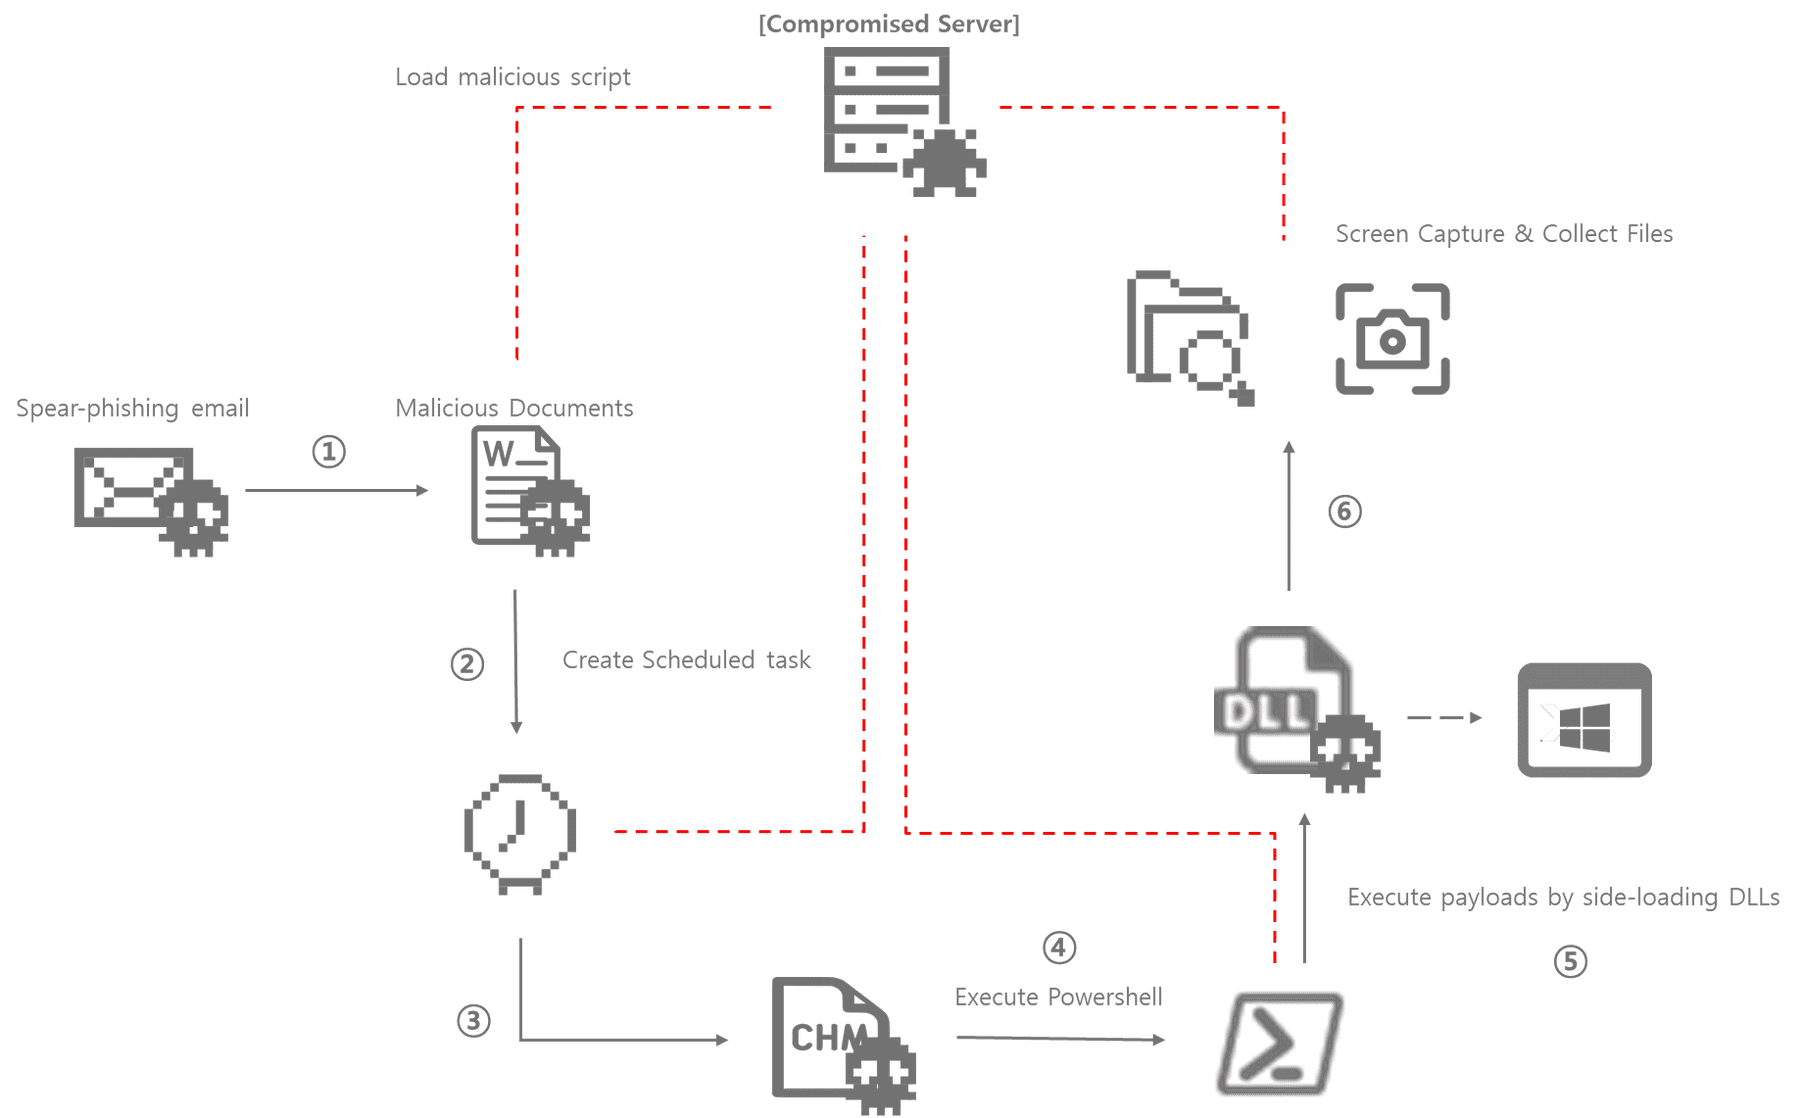 [Compromised Server]
Load malicious script
Screen Capture & Collect Files
Spear-phishing email
①
Malicious Documents
W
⑥
②
Create Scheduled task
DLL
Execute payloads by side-loading DLLs
④
⑤
Execute Powershell
③
CHM